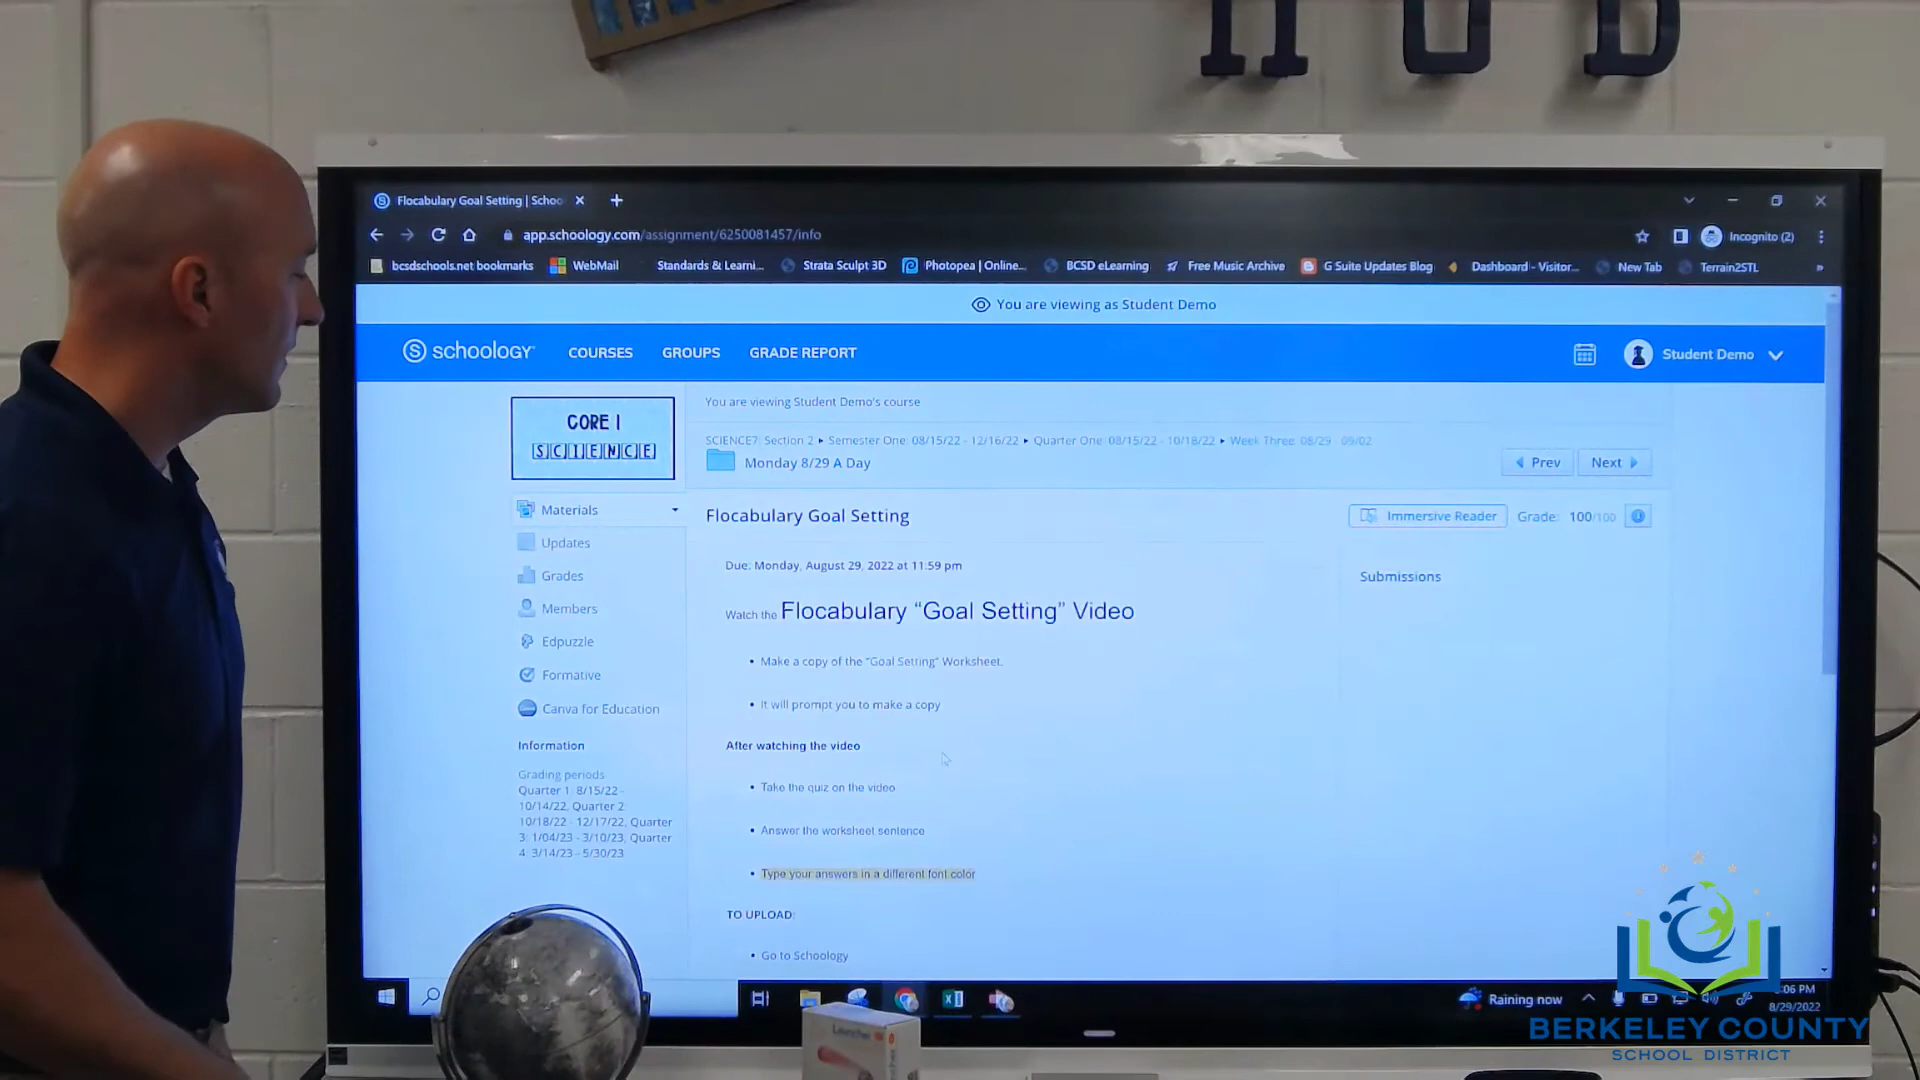 HUB
Flocabulary Goal Setting | Schoo
app.schoology.com/assignment/6250081457/info
Incognito (2)
bcsdschools.net bookmarks
WebMail
Standards & Learni...
Strata Sculpt 3D
Photopea | Online...
BCSD eLearning
Free Music Archive
G Suite Updates Blog
Dashboard - Visitor...
New Tab
Terrain2STL
»
You are viewing as Student Demo
S schoology
COURSES
GROUPS
GRADE REPORT
Student Demo
CORE 1
SCIENCE
You are viewing Student Demo's course
SCIENCE7: Section 2 ▸ Semester One: 08/15/22 - 12/16/22 ▸ Quarter One: 08/15/22 - 10/18/22 ▸ Week Three: 08/29 - 09/02
Monday 8/29 A Day
Prev
Next
Materials
Updates
Grades
Members
Edpuzzle
Formative
Canva for Education
Information
Grading periods
Quarter 1: 8/15/22 -
10/14/22, Quarter 2:
10/18/22 - 12/17/22, Quarter
3: 1/04/23 - 3/10/23, Quarter
4: 3/14/23 - 5/30/23
Flocabulary Goal Setting
Immersive Reader
Grade: 100/100
Due: Monday, August 29, 2022 at 11:59 pm
Submissions
Watch the Flocabulary “Goal Setting” Video
• Make a copy of the “Goal Setting” Worksheet.
• It will prompt you to make a copy
After watching the video
• Take the quiz on the video
• Answer the worksheet sentence
• Type your answers in a different font color
TO UPLOAD:
• Go to Schoology
Raining now
:06 PM
8/29/2022
Launcher
BERKELEY COUNTY
SCHOOL DISTRICT